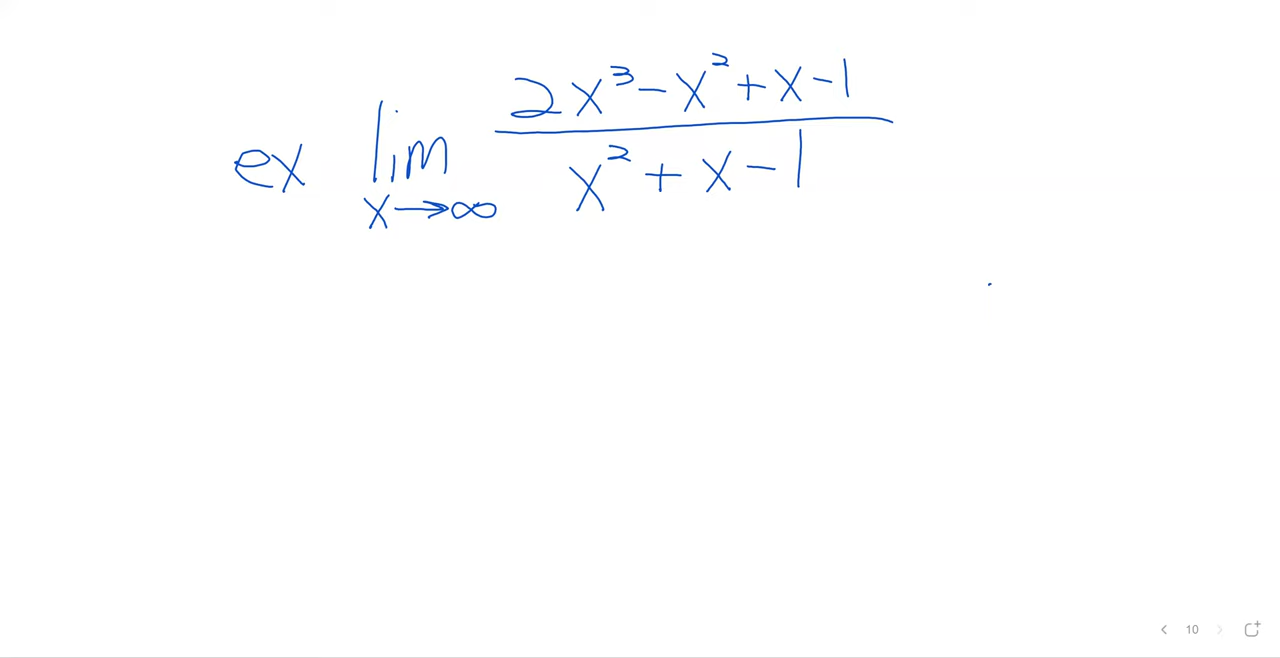 ex lim x→∞ (2x³ - x² + x - 1) / (x² + x - 1)
10